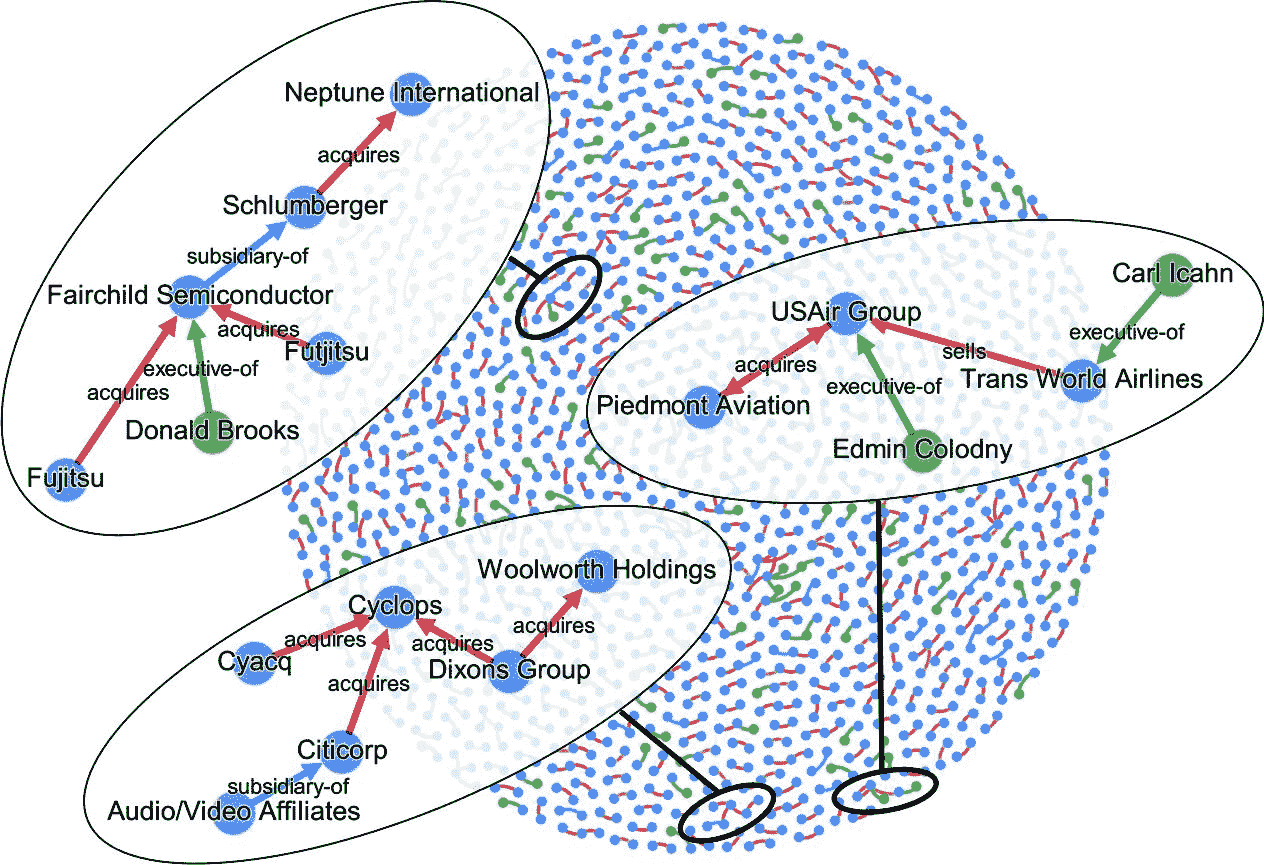 Neptune International
acquires
Schlumberger
subsidiary-of
Fairchild Semiconductor
acquires
Futjitsu
executive-of
acquires
Donald Brooks
Fujitsu
Carl Icahn
USAir Group
executive-of
sells
acquires
Trans World Airlines
executive-of
Piedmont Aviation
Edmin Colodny
Woolworth Holdings
Cyclops
acquires
acquires
acquires
Cyacq
Dixons Group
acquires
Citicorp
subsidiary-of
Audio/Video Affiliates